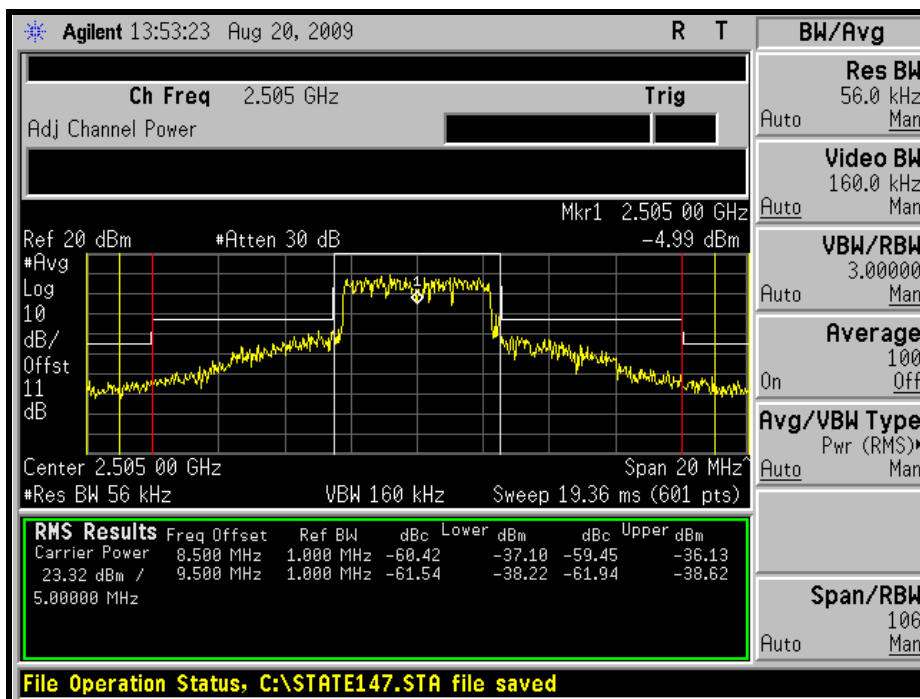 Agilent 13:53:23 Aug 20, 2009 R T
BW/Avg
Ch Freq 2.505 GHz Trig
Adj Channel Power
Res BW
56.0 kHz
Auto Man
Video BW
160.0 kHz
Auto Man
VBW/RBW
3.00000
Auto Man
Average
100
On Off
Avg/VBW Type
Pwr (RMS)
Auto Man
Span/RBW
106
Auto Man
Mkr1 2.505 00 GHz
Ref 20 dBm #Atten 30 dB -4.99 dBm
#Avg
Log
10
dB/
Offst
11
dB
1
Center 2.505 00 GHz Span 20 MHz^
#Res BW 56 kHz VBW 160 kHz Sweep 19.36 ms (601 pts)
RMS Results Freq Offset Ref BW dBc Lower dBm dBc Upper dBm
Carrier Power 8.500 MHz 1.000 MHz -60.42 -37.10 -59.45 -36.13
23.32 dBm / 9.500 MHz 1.000 MHz -61.54 -38.22 -61.94 -38.62
5.00000 MHz
File Operation Status, C:\STATE147.STA file saved